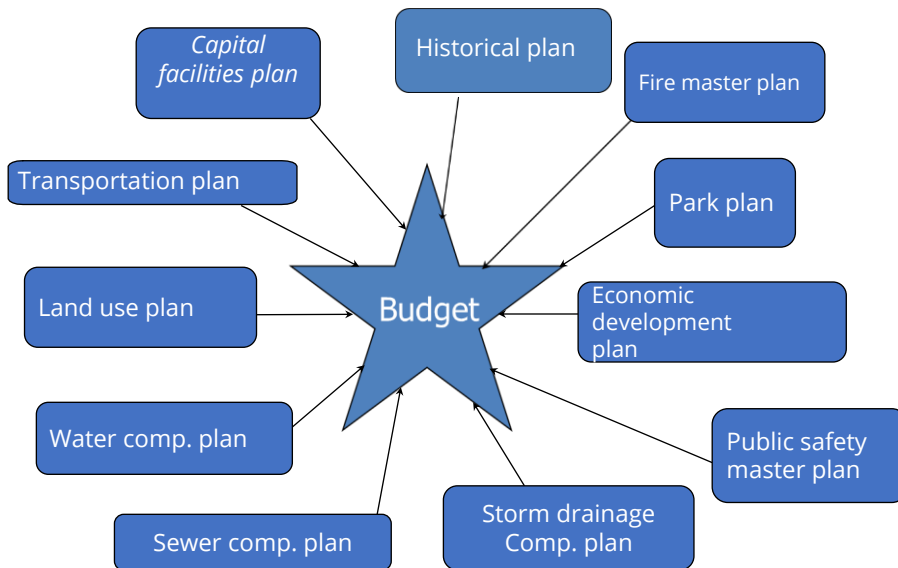 Capital
facilities plan
Historical plan
Fire master plan
Transportation plan
Park plan
Land use plan
Budget
Economic
development
plan
Water comp. plan
Public safety
master plan
Sewer comp. plan
Storm drainage
Comp. plan